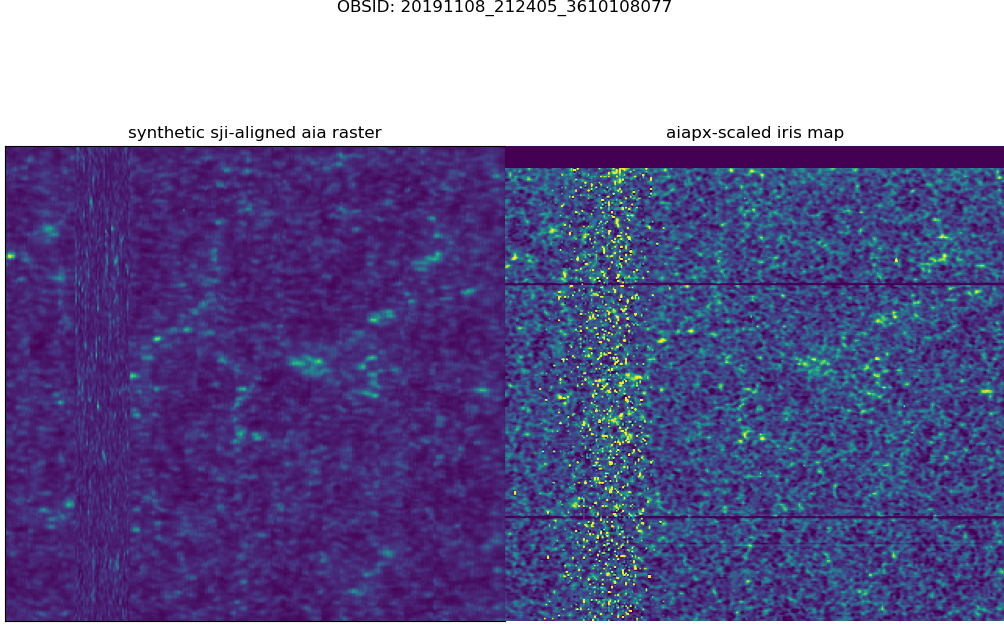 OBSID: 20191108_212405_3610108077
synthetic sji-aligned aia raster
aiapx-scaled iris map